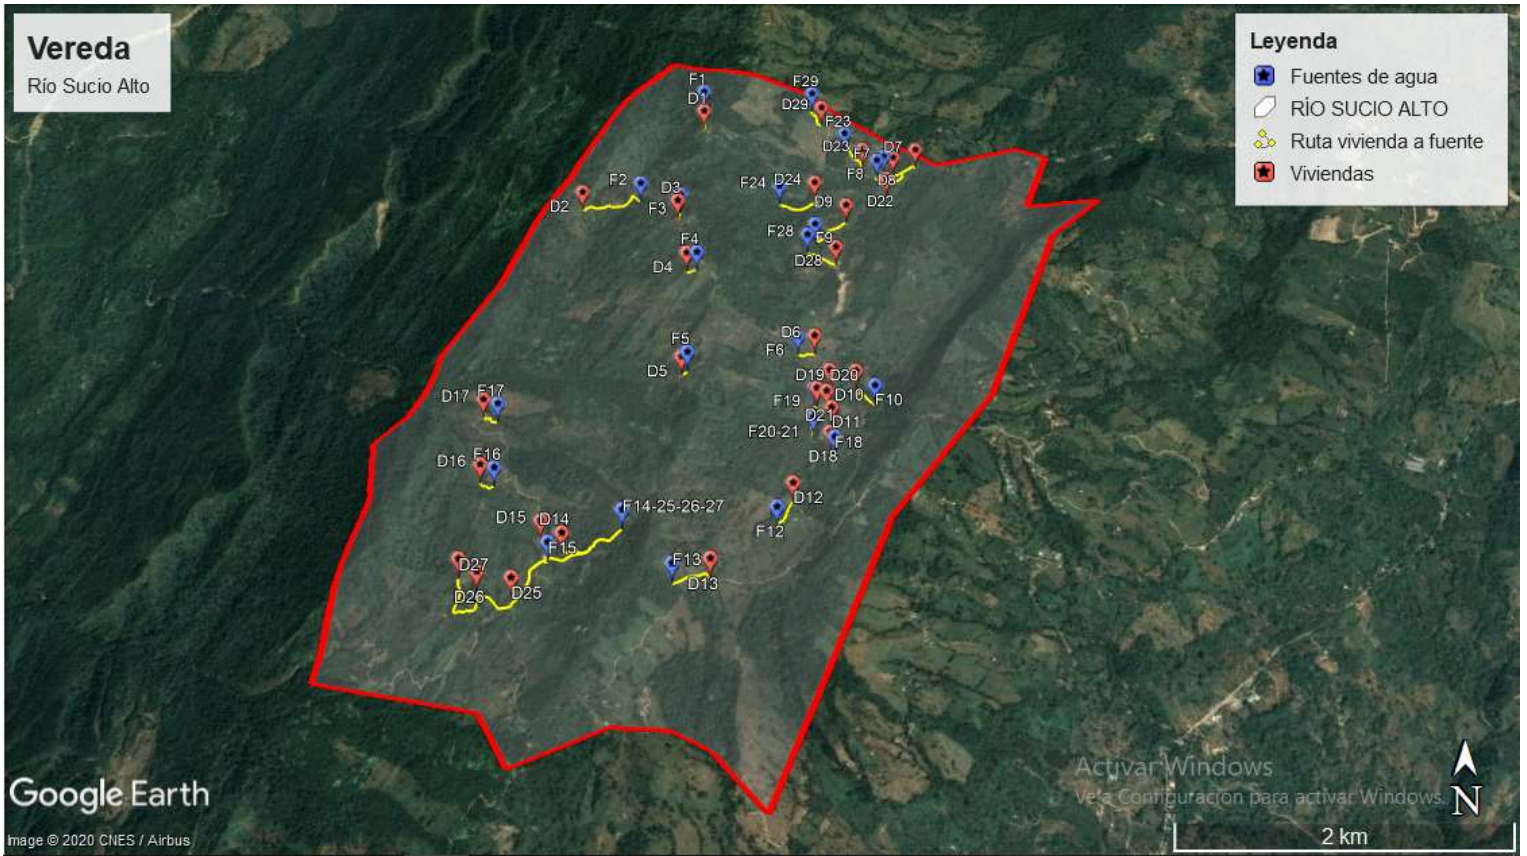 Vereda
Río Sucio Alto
Leyenda
Fuentes de agua
RÍO SUCIO ALTO
Ruta vivienda a fuente
Viviendas
F1
D1
F29
D29
F23
D23
F7
D7
F8
D8
D22
F2
D2
D3
F3
F24
D24
D9
F28
F9
D28
F4
D4
D6
F6
F5
D5
D19
D20
D10
F10
F19
D21
D11
F20-21
F18
D18
D17
F17
D16
F16
D12
F12
F14-25-26-27
D15
D14
F15
F13
D13
D27
D26
D25
Activar Windows
Ve a Configuración para activar Windows.
N
2 km
Google Earth
Image © 2020 CNES / Airbus